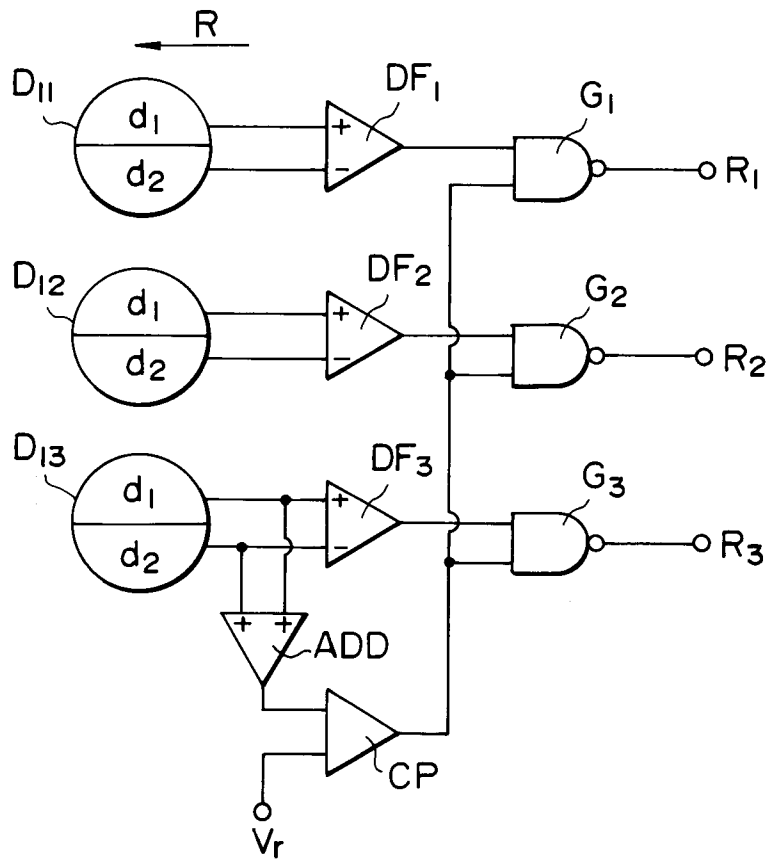 R
D11
d1
d2
+
−
DF1
G1
R1
D12
d1
d2
+
−
DF2
G2
R2
D13
d1
d2
+
−
DF3
G3
R3
+ +
ADD
CP
Vr